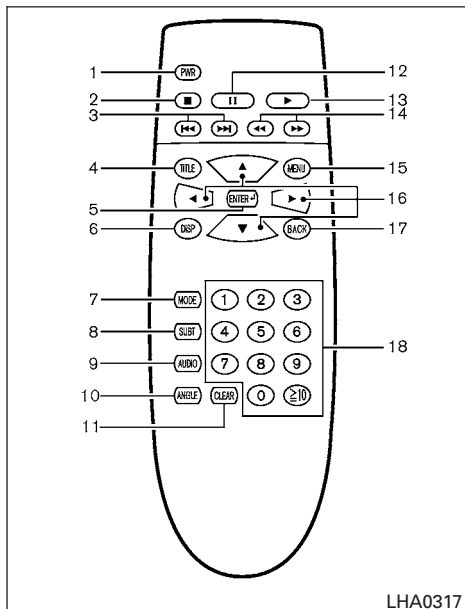 1 PWR 12
2 13
3 14
4 TITLE MENU 15
5 ENTER 16
6 DISP BACK 17
7 MODE 1 2 3
8 SUBT 4 5 6 18
9 AUDIO 7 8 9
10 ANGLE CLEAR 0 ≧10
11
LHA0317